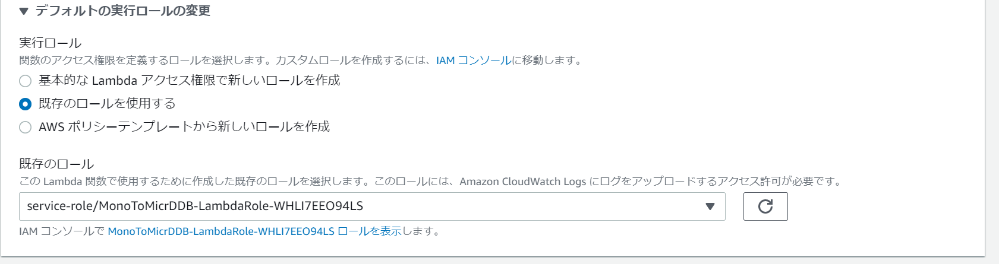 デフォルトの実行ロールの変更
実行ロール
関数のアクセス権限を定義するロールを選択します。カスタムロールを作成するには、IAM コンソールに移動します。
基本的な Lambda アクセス権限で新しいロールを作成
既存のロールを使用する
AWS ポリシーテンプレートから新しいロールを作成
既存のロール
この Lambda 関数で使用するために作成した既存のロールを選択します。このロールには、Amazon CloudWatch Logs にログをアップロードするアクセス許可が必要です。
service-role/MonoToMicrDDB-LambdaRole-WHLI7EEO94LS
IAM コンソールで MonoToMicrDDB-LambdaRole-WHLI7EEO94LS ロールを表示します。